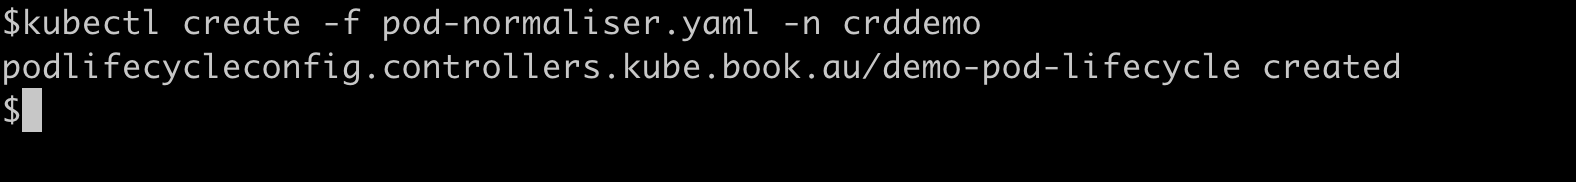 $kubectl create -f pod-normaliser.yaml -n crddemo
podlifecycleconfig.controllers.kube.book.au/demo-pod-lifecycle created
$